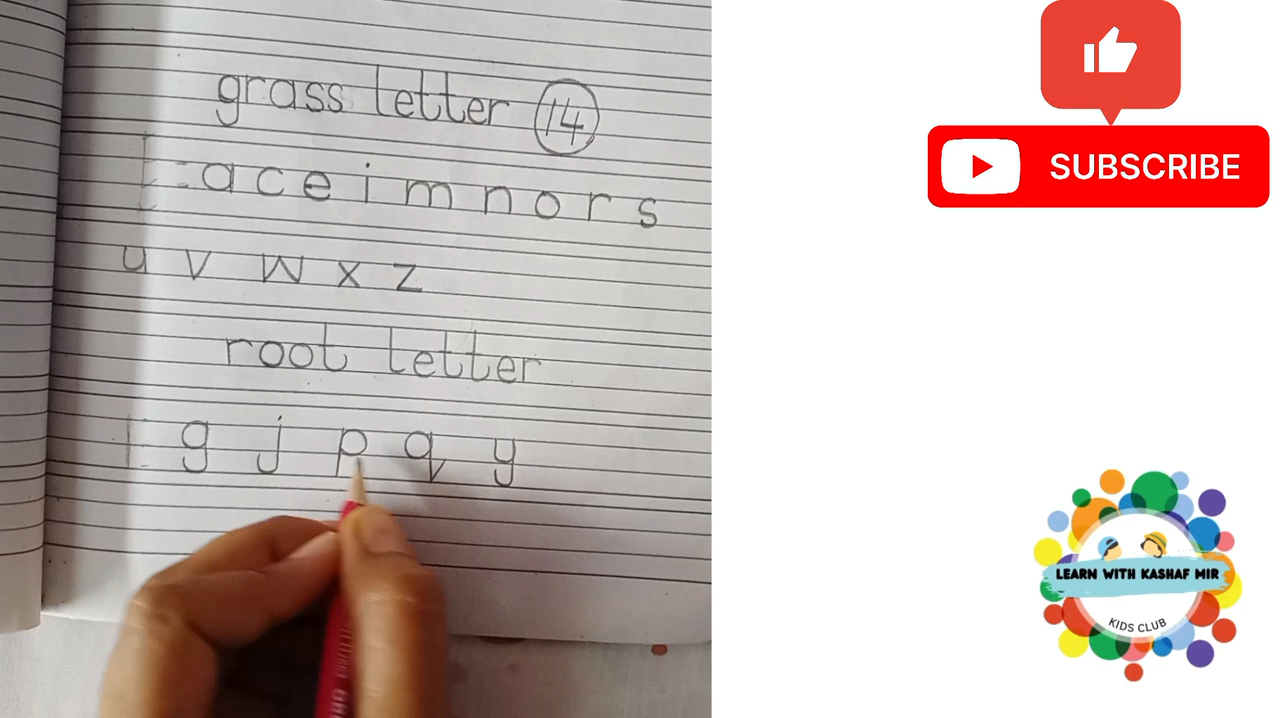 grass letter 14
a c e i m n o r s
u v w x z
root letter
g j p q y
SUBSCRIBE
LEARN WITH KASHAF MIR
KIDS CLUB